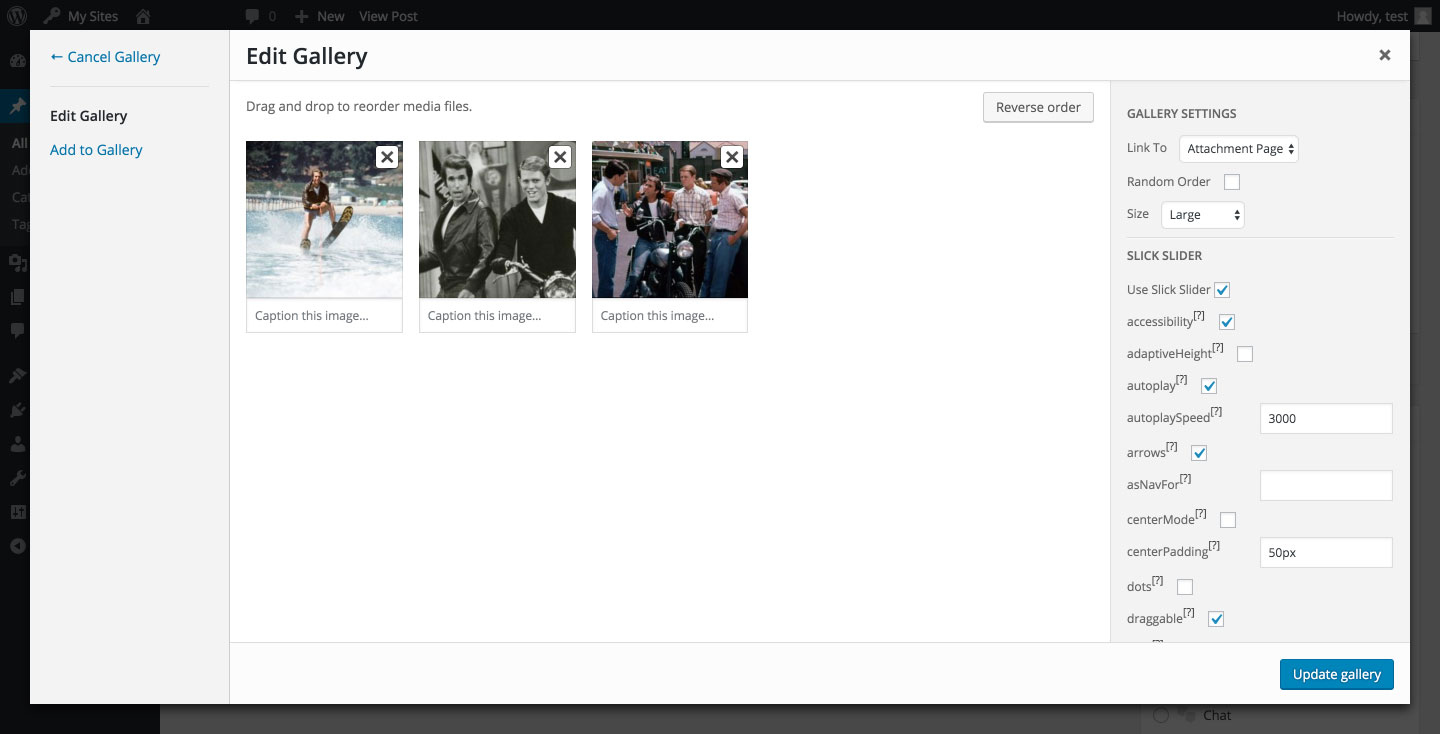 My Sites 0 New View Post Howdy, test
← Cancel Gallery
Edit Gallery
Add to Gallery
Edit Gallery
Drag and drop to reorder media files.
Reverse order
Caption this image...
Caption this image...
EAT
Caption this image...
GALLERY SETTINGS
Link To Attachment Page
Random Order
Size Large
SLICK SLIDER
Use Slick Slider
accessibility[?]
adaptiveHeight[?]
autoplay[?]
autoplaySpeed[?] 3000
arrows[?]
asNavFor[?]
centerMode[?]
centerPadding[?] 50px
dots[?]
draggable[?]
Update gallery
All
Chat